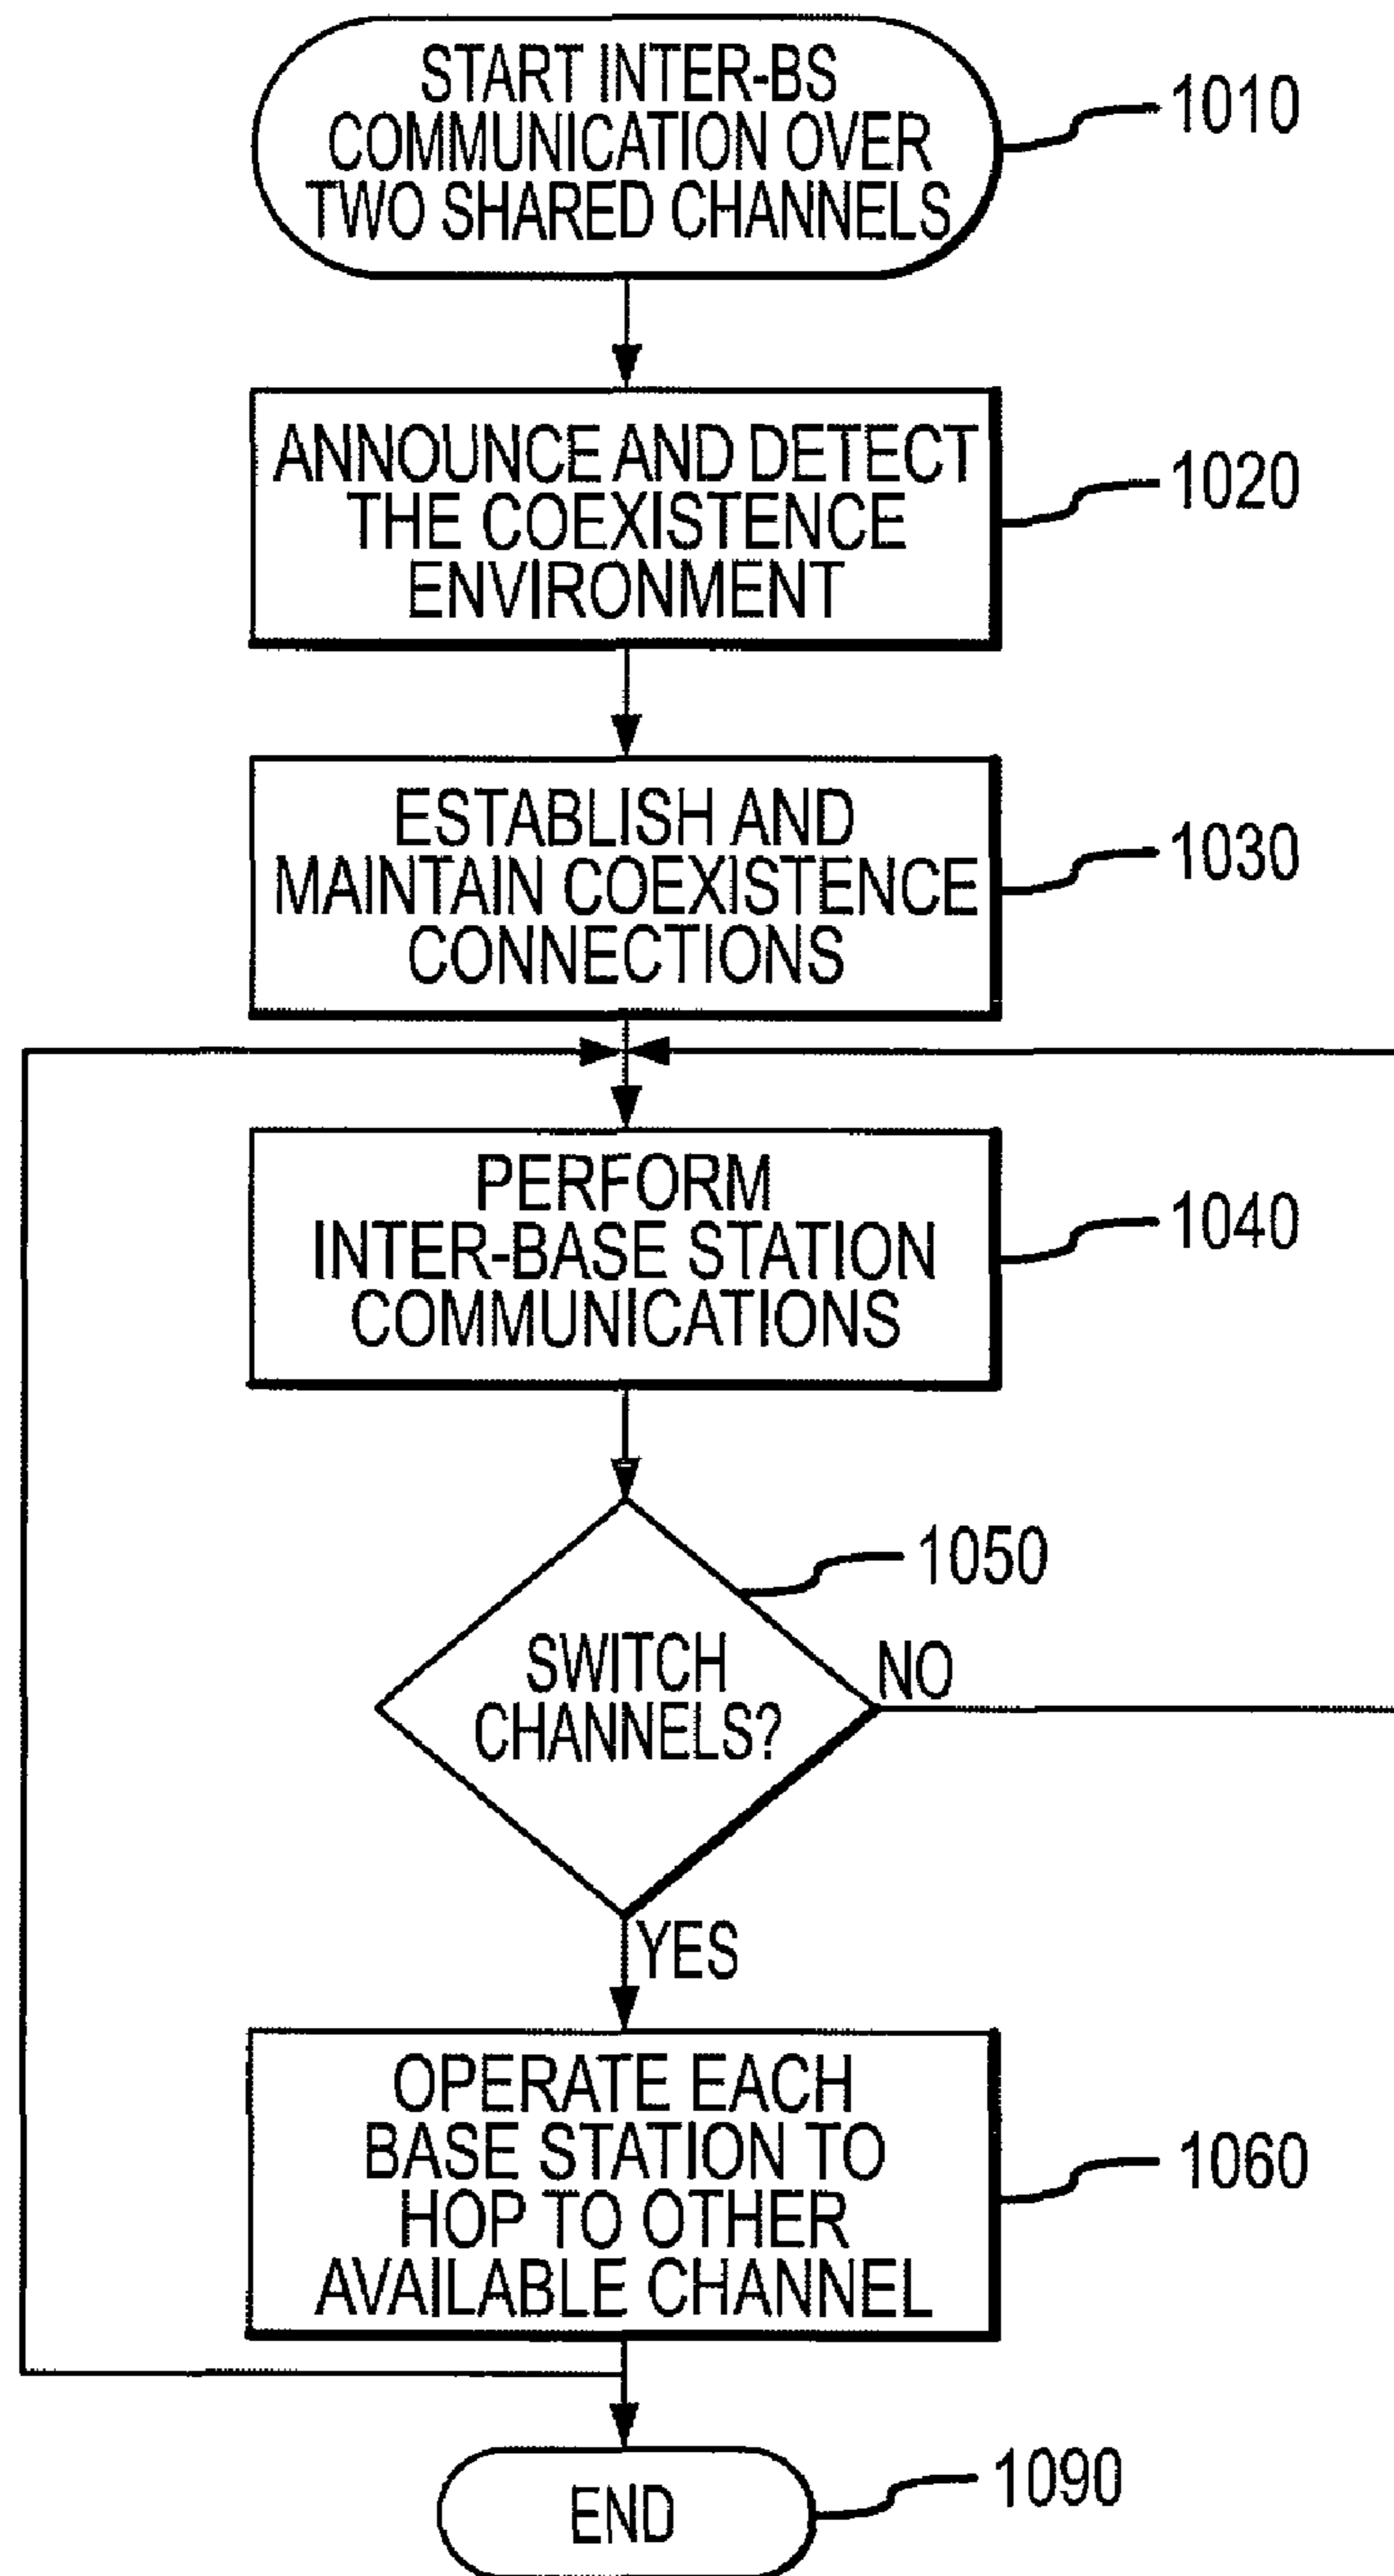 START INTER-BS
COMMUNICATION OVER
TWO SHARED CHANNELS
1010
ANNOUNCE AND DETECT
THE COEXISTENCE
ENVIRONMENT
1020
ESTABLISH AND
MAINTAIN COEXISTENCE
CONNECTIONS
1030
PERFORM
INTER-BASE STATION
COMMUNICATIONS
1040
1050
SWITCH
CHANNELS?
NO
YES
OPERATE EACH
BASE STATION TO
HOP TO OTHER
AVAILABLE CHANNEL
1060
END
1090